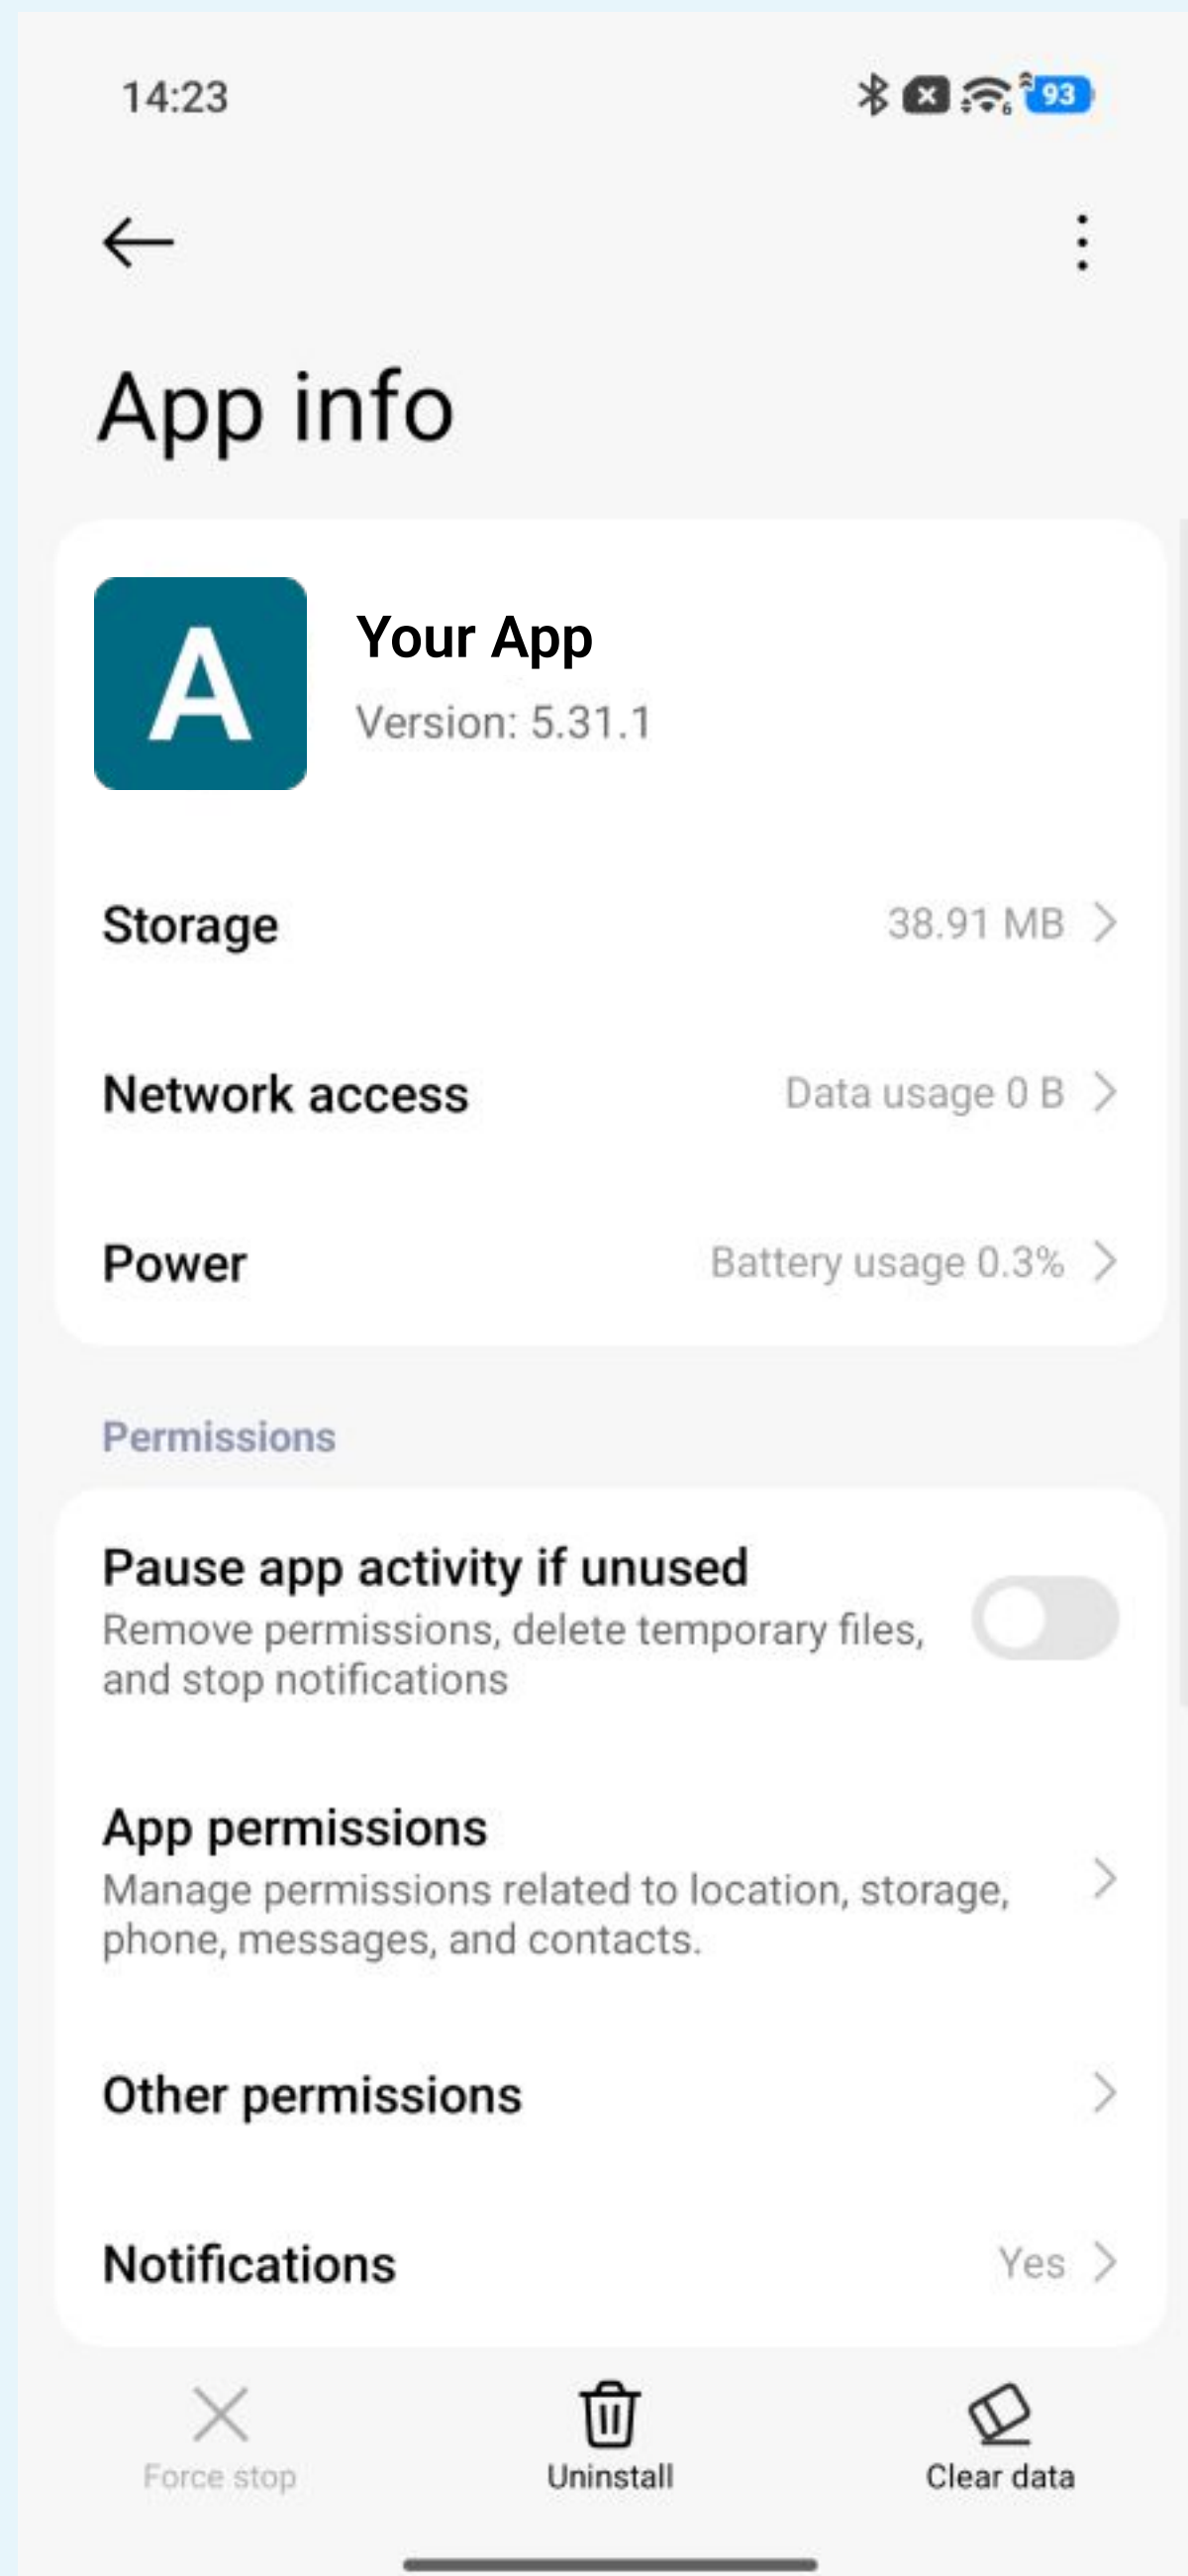 14:23
93
App info
A
Your App
Version: 5.31.1
Storage
38.91 MB
Network access
Data usage 0 B
Power
Battery usage 0.3%
Permissions
Pause app activity if unused
Remove permissions, delete temporary files,
and stop notifications
App permissions
Manage permissions related to location, storage,
phone, messages, and contacts.
Other permissions
Notifications
Yes
Force stop
Uninstall
Clear data